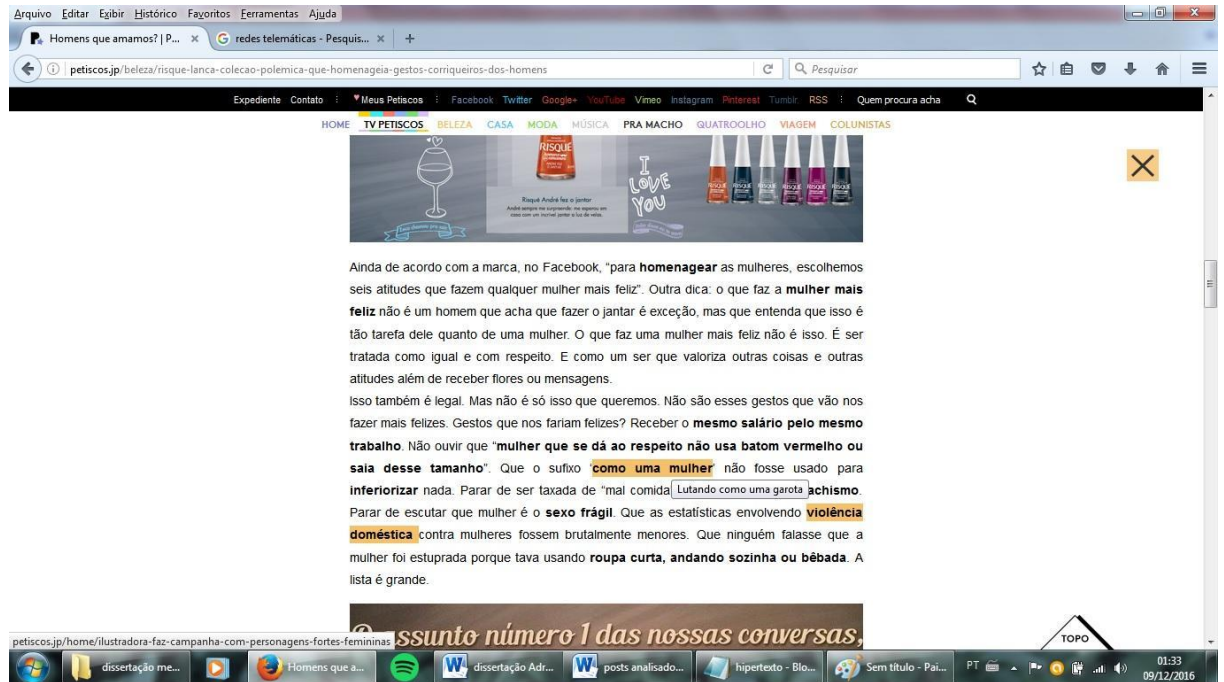 Arquivo Editar Exibir Histórico Favoritos Ferramentas Ajuda
Homens que amamos? | P... × redes telemáticas - Pesquis... × +
petiscos.jp/beleza/risque-lanca-colecao-polemica-que-homenageia-gestos-corriqueiros-dos-homens Pesquisar
Expediente Contato Meus Petiscos Facebook Twitter Google+ YouTube Vimeo Instagram Pinterest Tumblr. RSS Quem procura acha
HOME TV PETISCOS BELEZA CASA MODA MÚSICA PRA MACHO QUATROOLHO VIAGEM COLUNISTAS
RISQUÉ
I LOVE YOU
Risqué André fez o jantar
Ainda de acordo com a marca, no Facebook, “para homenagear as mulheres, escolhemos
seis atitudes que fazem qualquer mulher mais feliz”. Outra dica: o que faz a mulher mais
feliz não é um homem que acha que fazer o jantar é exceção, mas que entenda que isso é
tão tarefa dele quanto de uma mulher. O que faz uma mulher mais feliz não é isso. É ser
tratada como igual e com respeito. E como um ser que valoriza outras coisas e outras
atitudes além de receber flores ou mensagens.
Isso também é legal. Mas não é só isso que queremos. Não são esses gestos que vão nos
fazer mais felizes. Gestos que nos fariam felizes? Receber o mesmo salário pelo mesmo
trabalho. Não ouvir que “mulher que se dá ao respeito não usa batom vermelho ou
saia desse tamanho”. Que o sufixo ‘como uma mulher’ não fosse usado para
inferiorizar nada. Parar de ser taxada de “mal comida Lutando como uma garota achismo.
Parar de escutar que mulher é o sexo frágil. Que as estatísticas envolvendo violência
doméstica contra mulheres fossem brutalmente menores. Que ninguém falasse que a
mulher foi estuprada porque tava usando roupa curta, andando sozinha ou bêbada. A
lista é grande.
ssunto número 1 das nossas conversas,
TOPO
petiscos.jp/home/ilustradora-faz-campanha-com-personagens-fortes-femininas
dissertação me... Homens que a... dissertação Adr... posts analisado... hipertexto - Blo... Sem título - Pai... PT 01:33
09/12/2016